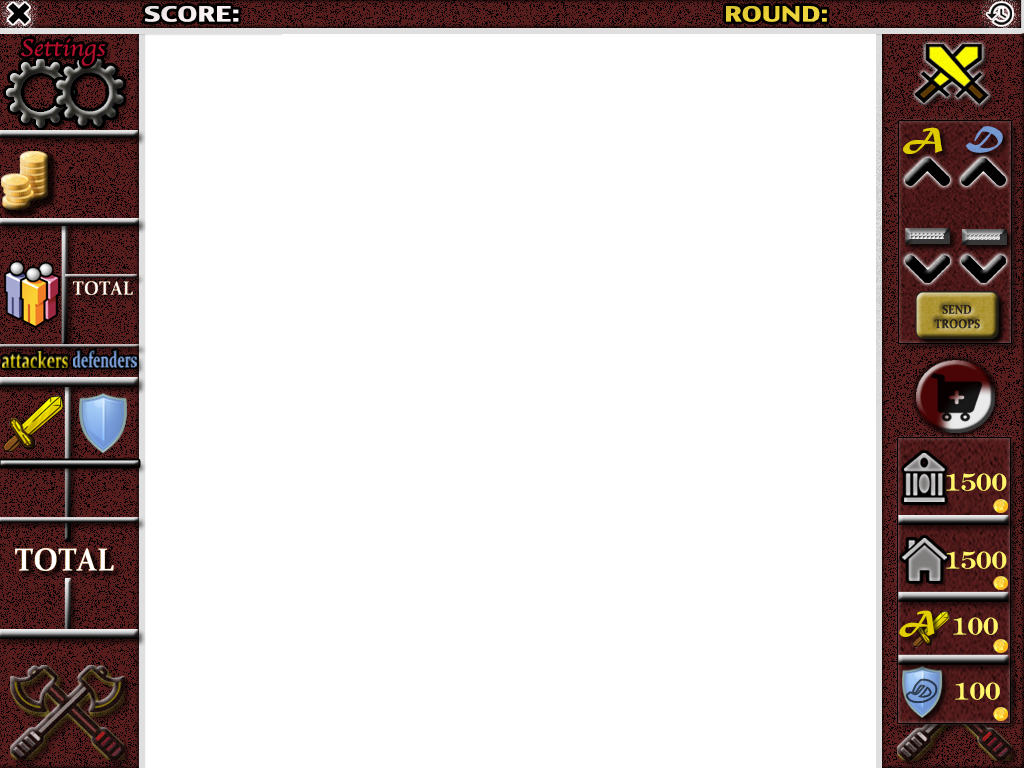 SCORE:
ROUND:
Settings
A D
TOTAL
SEND
TROOPS
attackers defenders
1500
TOTAL
1500
A 100
D 100